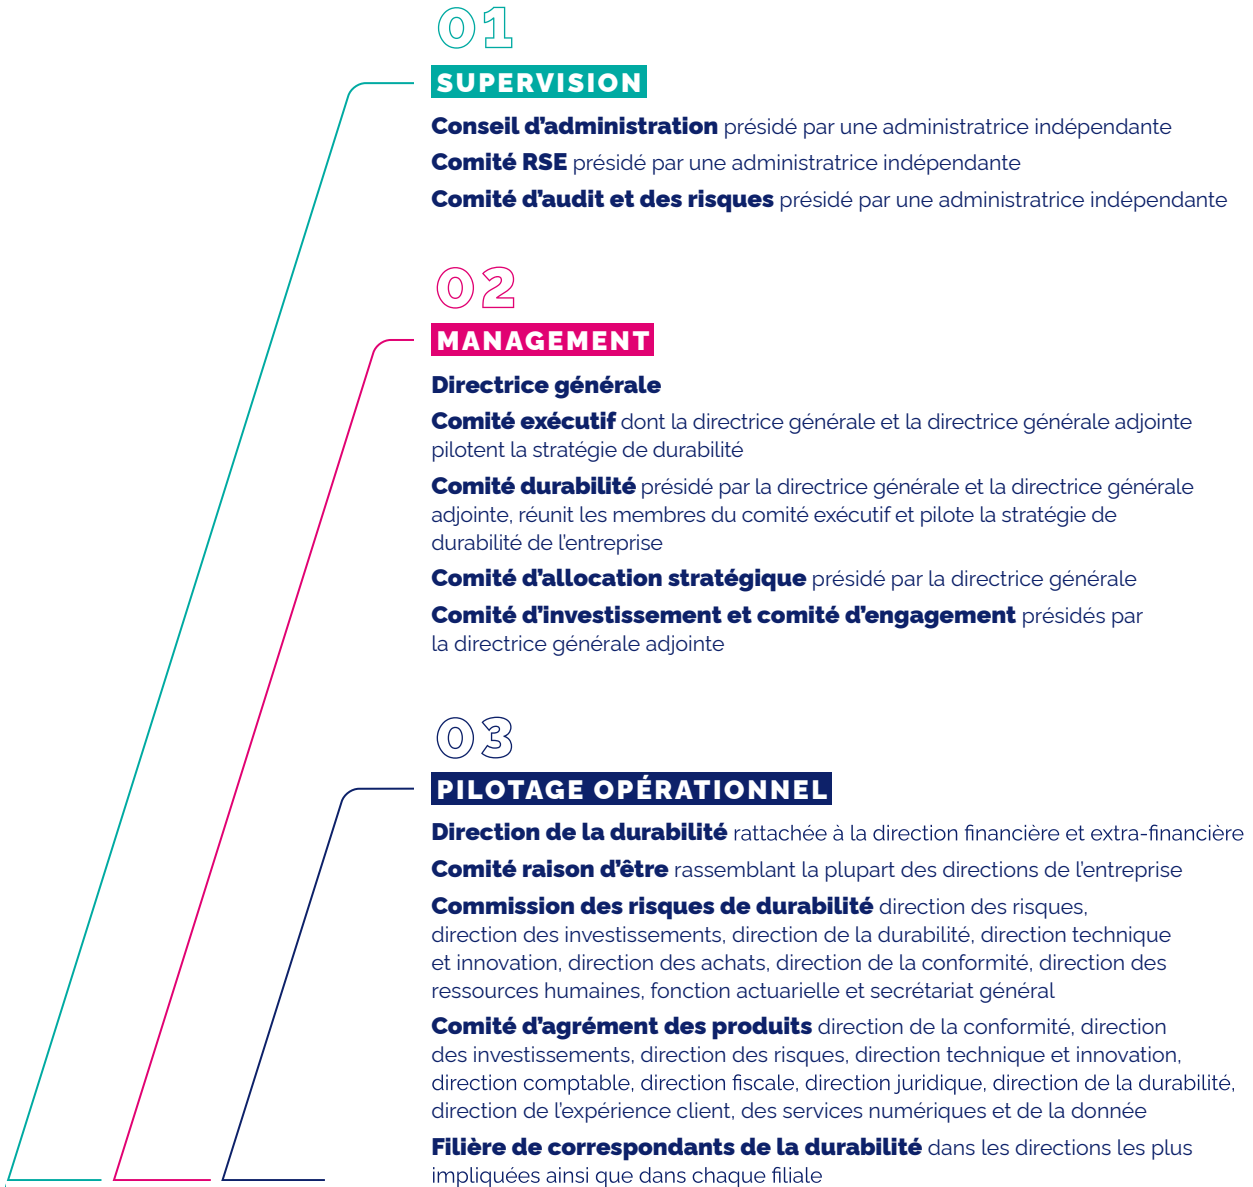 01
SUPERVISION
Conseil d’administration présidé par une administratrice indépendante
Comité RSE présidé par une administratrice indépendante
Comité d’audit et des risques présidé par une administratrice indépendante
02
MANAGEMENT
Directrice générale
Comité exécutif dont la directrice générale et la directrice générale adjointe
pilotent la stratégie de durabilité
Comité durabilité présidé par la directrice générale et la directrice générale
adjointe, réunit les membres du comité exécutif et pilote la stratégie de
durabilité de l’entreprise
Comité d’allocation stratégique présidé par la directrice générale
Comité d’investissement et comité d’engagement présidés par
la directrice générale adjointe
03
PILOTAGE OPÉRATIONNEL
Direction de la durabilité rattachée à la direction financière et extra-financière
Comité raison d’être rassemblant la plupart des directions de l’entreprise
Commission des risques de durabilité direction des risques,
direction des investissements, direction de la durabilité, direction technique
et innovation, direction des achats, direction de la conformité, direction des
ressources humaines, fonction actuarielle et secrétariat général
Comité d’agrément des produits direction de la conformité, direction
des investissements, direction des risques, direction technique et innovation,
direction comptable, direction fiscale, direction juridique, direction de la durabilité,
direction de l’expérience client, des services numériques et de la donnée
Filière de correspondants de la durabilité dans les directions les plus
impliquées ainsi que dans chaque filiale